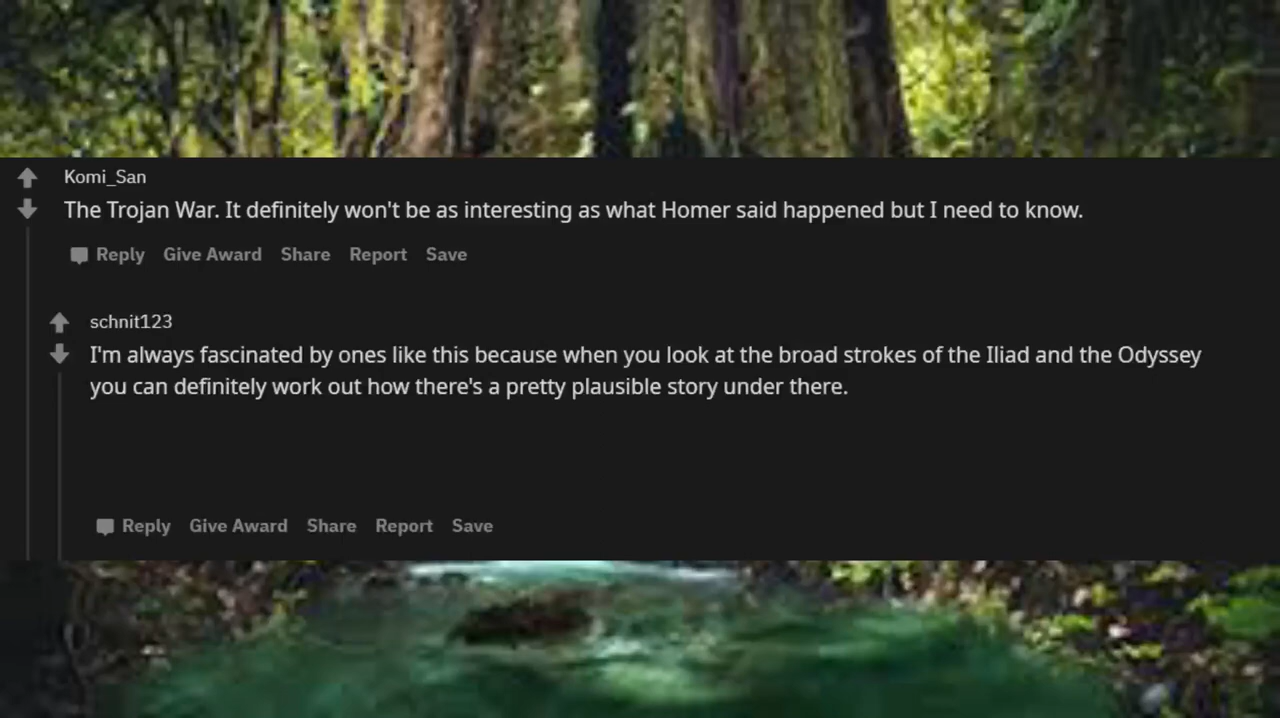 Komi_San
The Trojan War. It definitely won't be as interesting as what Homer said happened but I need to know.
Reply Give Award Share Report Save
schnit123
I'm always fascinated by ones like this because when you look at the broad strokes of the Iliad and the Odyssey
you can definitely work out how there's a pretty plausible story under there.
Reply Give Award Share Report Save